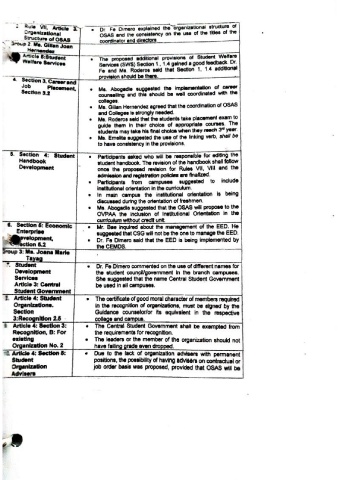 2. Rule VII, Article 3. Organizational Structure of OSAS
• Dr. Fe Dimero explained the organizational structure of
OSAS and the consistency on the use of the titles of the
coordinator and directors
Group 2 Ms. Gillan Joan
Hernandez
Article 6:Student
Welfare Services
• The proposed additional provisions of Student Welfare
Services (SWS) Section 1 , 1.4 gained a good feedback. Dr.
Fe and Ms. Roderos said that Section 1, 1.4 additional
provision should be there.
4. Section 3. Career and
Job Placement,
Section 3.2
• Ms. Abogadie suggested the implementation of career
counselling and this should be well coordinated with the
colleges.
• Ms. Gillan Hernandez agreed that the coordination of OSAS
and Colleges is strongly needed.
• Ms. Roderos said that the students take placement exam to
guide them in their choice of appropriate courses. The
students may take his final choice when they reach 3rd year.
• Ms. Ermelita suggested the use of the linking verb, shall be
to have consistency in the provisions.
5. Section 4: Student
Handbook
Development
• Participants asked who will be responsible for editing the
student handbook. The revision of the handbook shall follow
once the proposed revision for Rules VII, VIII and the
admission and registration policies are finalized.
• Participants from campuses suggested to include
institutional orientation in the curriculum.
• In main campus the institutional orientation is being
discussed during the orientation of freshmen.
• Ms. Abogadie suggested that the OSAS will propose to the
OVPAA the inclusion of Institutional Orientation in the
curriculum without credit unit.
6. Section 6: Economic
Enterprise
Development,
Section 6.2
• Mr. Bee inquired about the management of the EED. He
suggested that CSG will not be the one to manage the EED.
• Dr. Fe Dimero said that the EED is being implemented by
the CEMDS.
Group 3: Ms. Joana Marie
Tayag
7. Student
Development
Services
Article 3: Central
Student Government
• Dr. Fe Dimero commented on the use of different names for
the student council/government in the branch campuses.
She suggested that the name Central Student Government
be used in all campuses.
8. Article 4: Student
Organizations.
Section
2:Recognition 2.5
• The certificate of good moral character of members required
in the recognition of organizations, must be signed by the
Guidance counselor/or its equivalent in the respective
college and campus.
9. Article 4: Section 3:
Recognition, B: For
existing
Organization No. 2
• The Central Student Government shall be exempted from
the requirements for recognition.
• The leaders or the member of the organization should not
have failing grade even dropped.
10. Article 4: Section 8:
Student
Organization
Advisers
• Due to the lack of organization advisers with permanent
positions, the possibility of having advisers on contractual or
job order basis was proposed, provided that OSAS will be